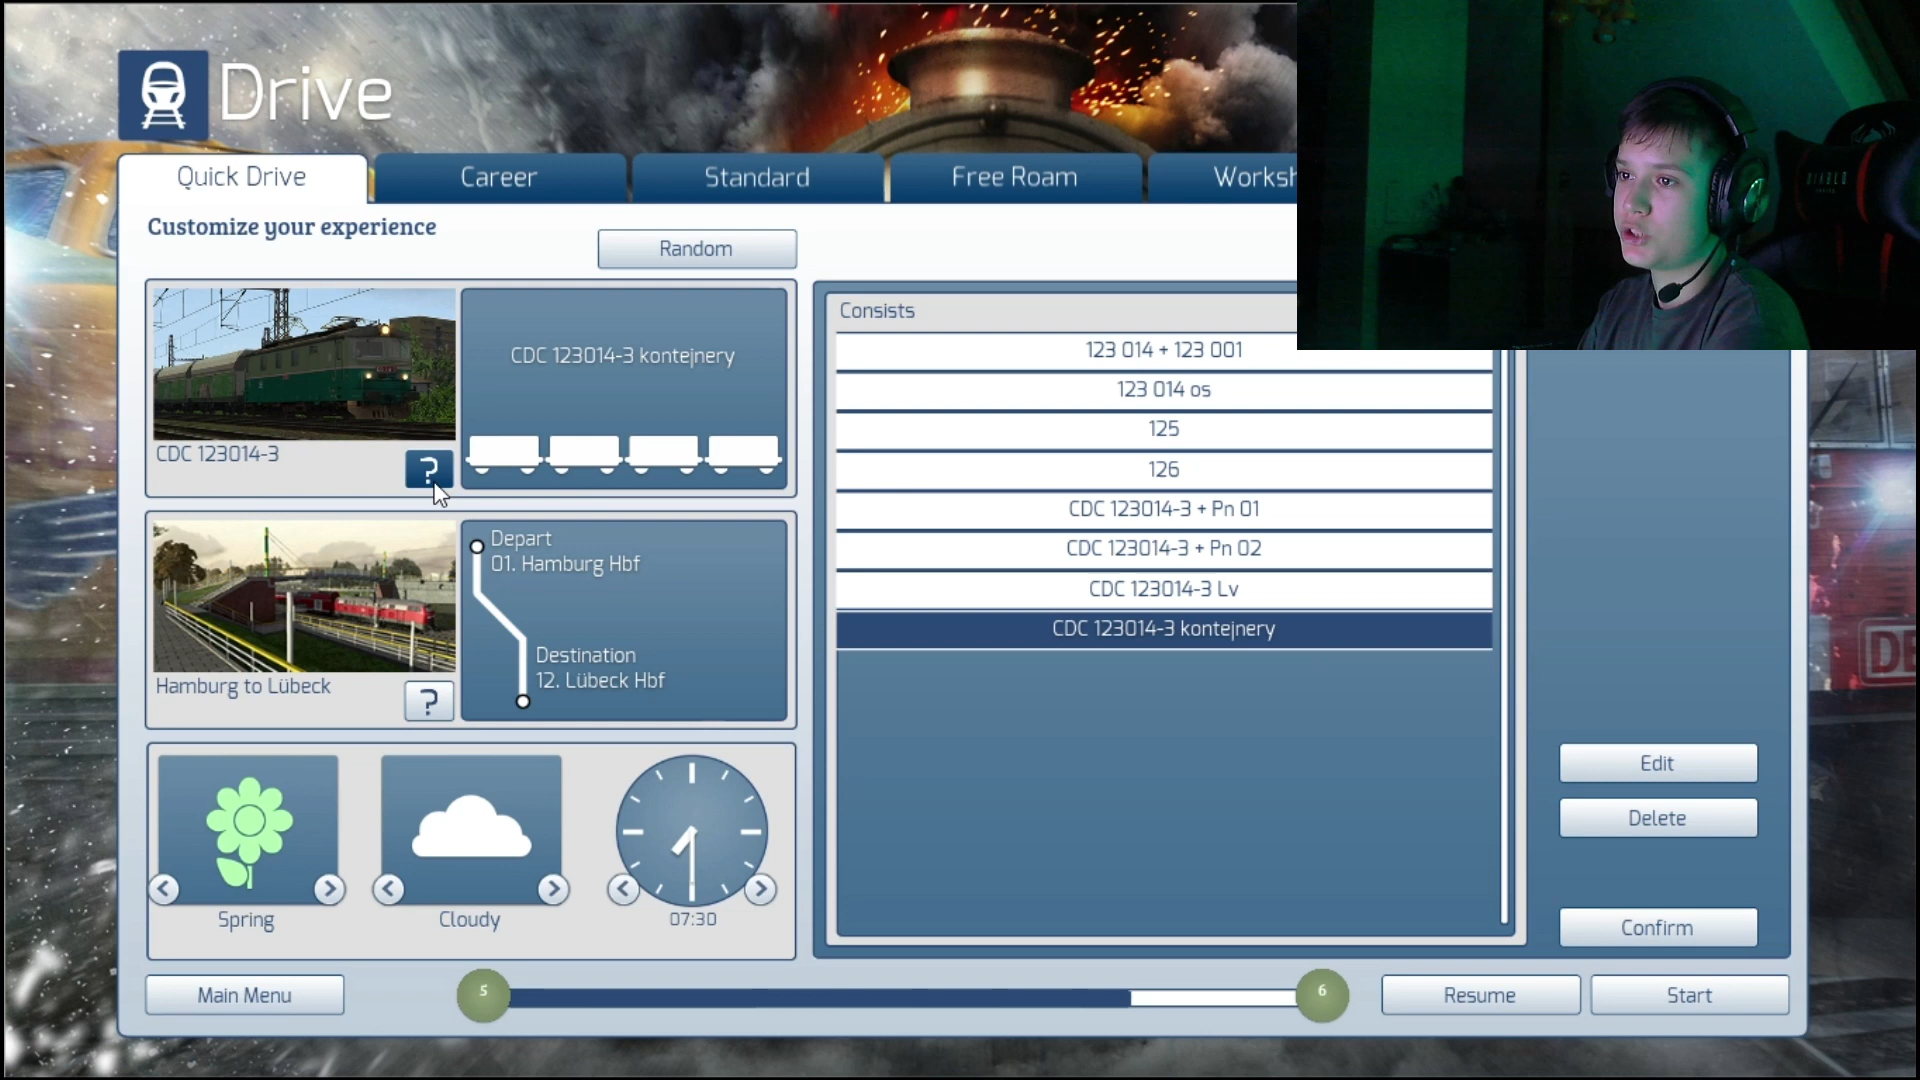 Drive
Quick Drive
Career
Standard
Free Roam
Worksh
Customize your experience
Random
CDC 123014-3 kontejnery
CDC 123014-3
?
Depart
01. Hamburg Hbf
Destination
12. Lübeck Hbf
Hamburg to Lübeck
?
Spring
Cloudy
07:30
Consists
123 014 + 123 001
123 014 os
125
126
CDC 123014-3 + Pn 01
CDC 123014-3 + Pn 02
CDC 123014-3 Lv
CDC 123014-3 kontejnery
Edit
Delete
Confirm
Main Menu
5
6
Resume
Start
DIABLO